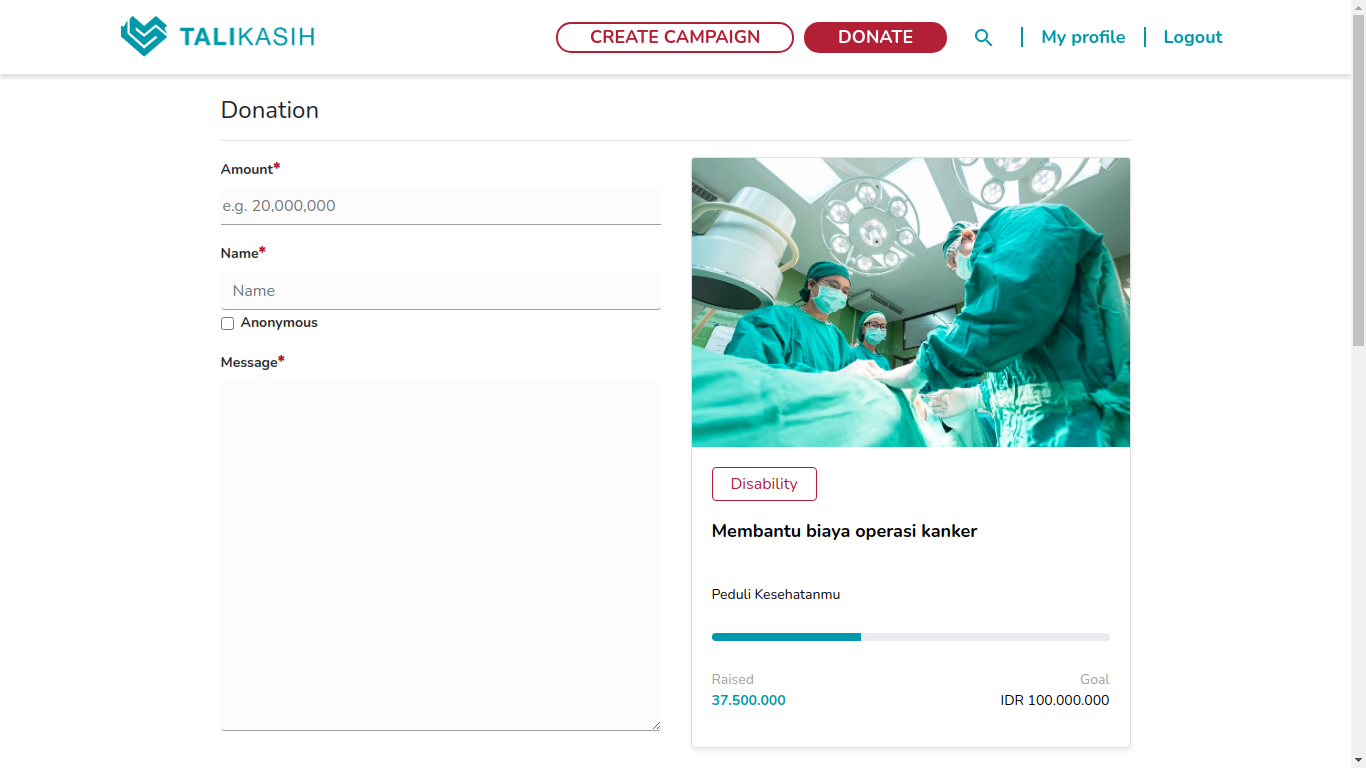 TALIKASIH
CREATE CAMPAIGN
DONATE
My profile
Logout
Donation
Amount*
e.g. 20,000,000
Name*
Name
Anonymous
Message*
Disability
Membantu biaya operasi kanker
Peduli Kesehatanmu
Raised
Goal
37.500.000
IDR 100.000.000